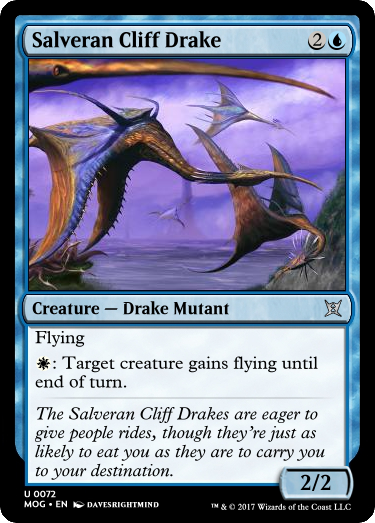 Salveran Cliff Drake 2
Creature — Drake Mutant
Flying
: Target creature gains flying until
end of turn.
The Salveran Cliff Drakes are eager to
give people rides, though they're just as
likely to eat you as they are to carry you
to your destination.
2/2
U 0072
MOG • EN DAVESRIGHTMIND
™ & © 2017 Wizards of the Coast LLC